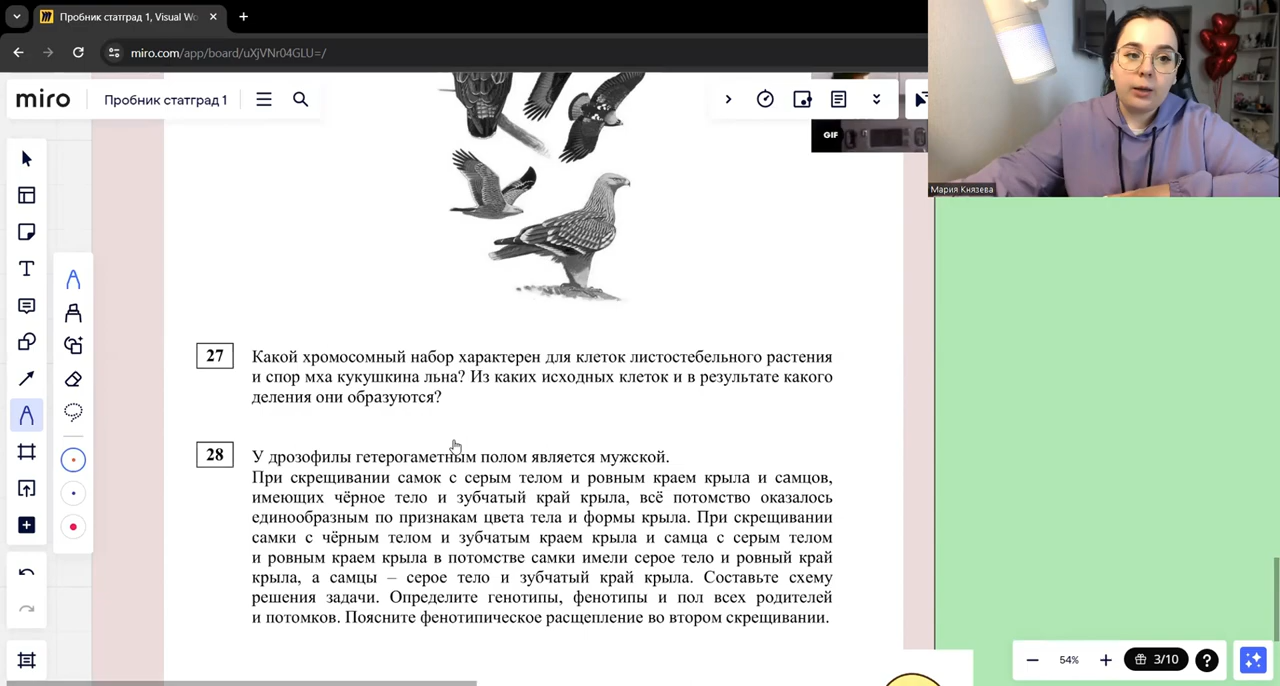 Пробник статград 1, Visual Wo
miro.com/app/board/uXjVNr04GLU=/
miro
Пробник статград 1
GIF
Мария Князева
T
27
Какой хромосомный набор характерен для клеток листостебельного растения
и спор мха кукушкина льна? Из каких исходных клеток и в результате какого
деления они образуются?
28
У дрозофилы гетерогаметным полом является мужской.
При скрещивании самок с серым телом и ровным краем крыла и самцов,
имеющих чёрное тело и зубчатый край крыла, всё потомство оказалось
единообразным по признакам цвета тела и формы крыла. При скрещивании
самки с чёрным телом и зубчатым краем крыла и самца с серым телом
и ровным краем крыла в потомстве самки имели серое тело и ровный край
крыла, а самцы – серое тело и зубчатый край крыла. Составьте схему
решения задачи. Определите генотипы, фенотипы и пол всех родителей
и потомков. Поясните фенотипическое расщепление во втором скрещивании.
54%
3/10
?